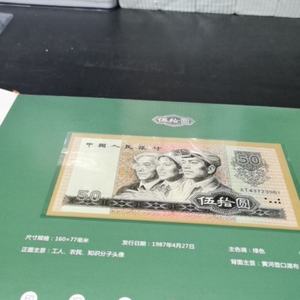 伍拾圆
中国人民银行
50
伍拾圆
50
尺寸规格：160×77毫米
发行日期：1987年4月27日
主色调：绿色
正面主景：工人、农民、知识分子头像
背面主景：黄河壶口瀑布